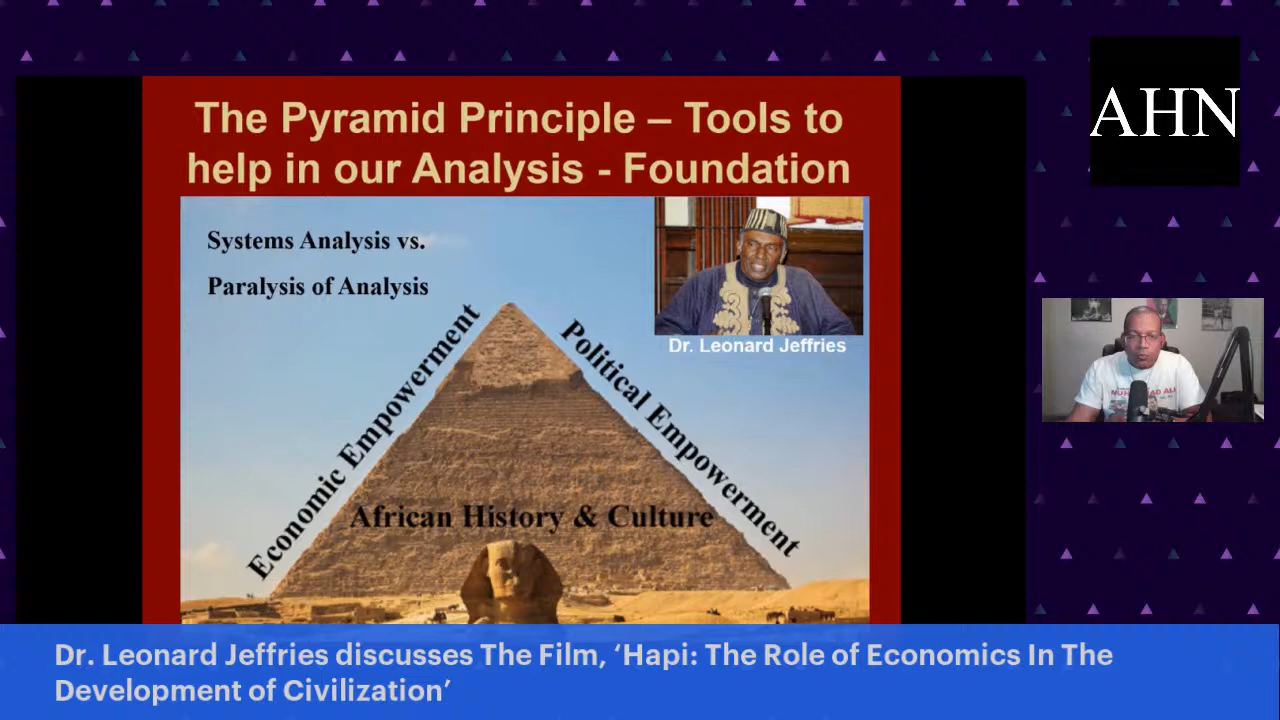 AHN
The Pyramid Principle – Tools to
help in our Analysis - Foundation
Systems Analysis vs.
Paralysis of Analysis
Dr. Leonard Jeffries
Economic Empowerment
Political Empowerment
African History & Culture
Dr. Leonard Jeffries discusses The Film, ‘Hapi: The Role of Economics In The
Development of Civilization’